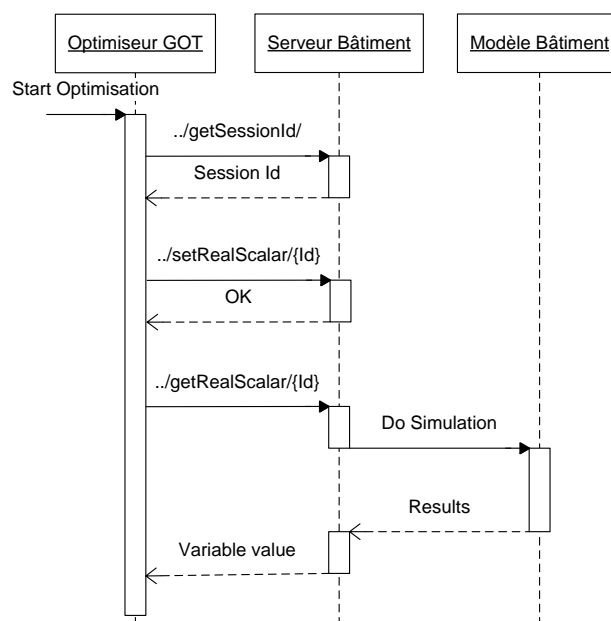 Optimiseur GOT
Serveur Bâtiment
Modèle Bâtiment
Start Optimisation
../getSessionId/
Session Id
../setRealScalar/{Id}
OK
../getRealScalar/{Id}
Do Simulation
Results
Variable value